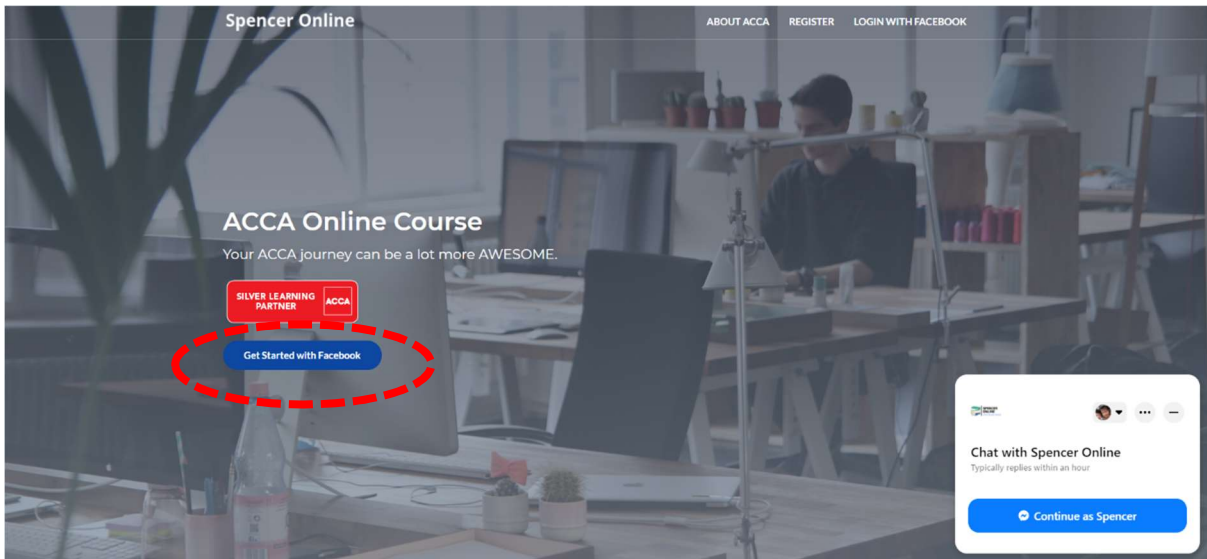 Spencer Online
ABOUT ACCA REGISTER LOGIN WITH FACEBOOK
ACCA Online Course
Your ACCA journey can be a lot more AWESOME.
SILVER LEARNING
PARTNER
ACCA
Get Started with Facebook
SPENCER
ONLINE
Chat with Spencer Online
Typically replies within an hour
Continue as Spencer